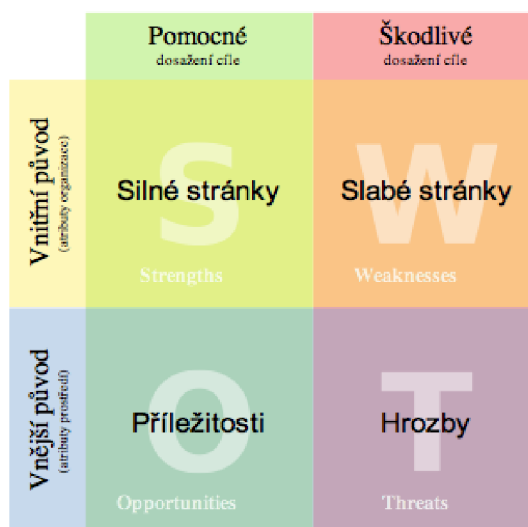 Pomocné
dosažení cíle
Škodlivé
dosažení cíle
Vnitřní původ
(atributy organizace)
S
Silné stránky
Strengths
W
Slabé stránky
Weaknesses
Vnější původ
(atributy prostředí)
O
Příležitosti
Opportunities
T
Hrozby
Threats